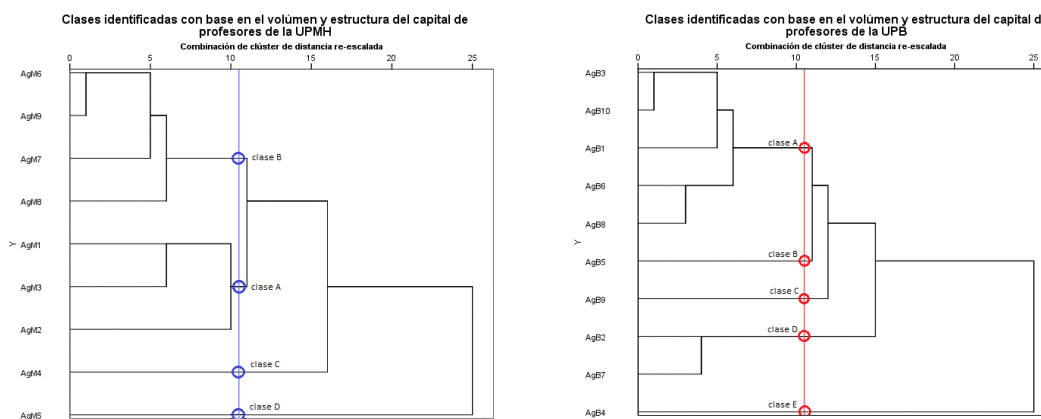 Clases identificadas con base en el volúmen y estructura del capital de
profesores de la UPMH
Combinación de clúster de distancia re-escalada
0 5 10 15 20 25
AgM6
AgM9
AgM7
clase B
AgM8
AgM1
Y
AgM3
clase A
AgM2
clase C
AgM4
clase D
AgM5
Clases identificadas con base en el volúmen y estructura del capital d
profesores de la UPB
Combinación de clúster de distancia re-escalada
0 5 10 15 20 25
AgB3
AgB10
clase A
AgB1
AgB6
AgB8
Y
clase B
AgB5
clase C
AgB9
clase D
AgB2
AgB7
clase E
AgB4